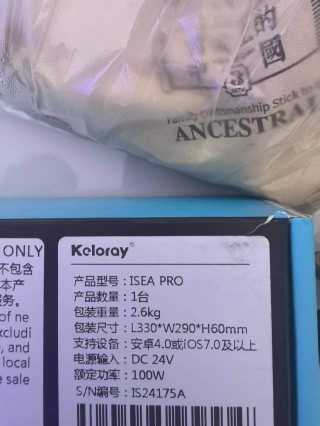 的
國
Family Craftsmanship Stick to
ANCESTRA
ONLY
不包含
本产
服务。
of ne
xcludi
, and
local
e sale
Keloray®
产品型号：ISEA PRO
产品数量：1台
包装重量：2.6kg
包装尺寸：L330*W290*H60mm
支持设备：安卓4.0或iOS7.0及以上
电源输入：DC 24V
额定功率：100W
S/N编号：IS24175A